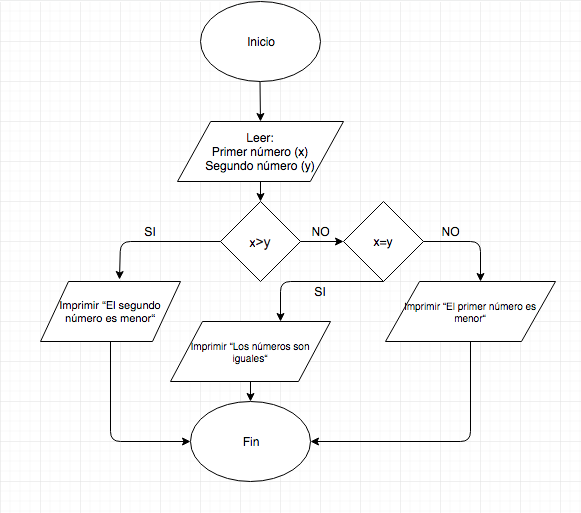 Inicio
Leer:
Primer número (x)
Segundo número (y)
x>y
SI
NO
x=y
NO
SI
Imprimir “El segundo
número es menor“
Imprimir “El primer número es
menor“
Imprimir “Los números son
iguales“
Fin